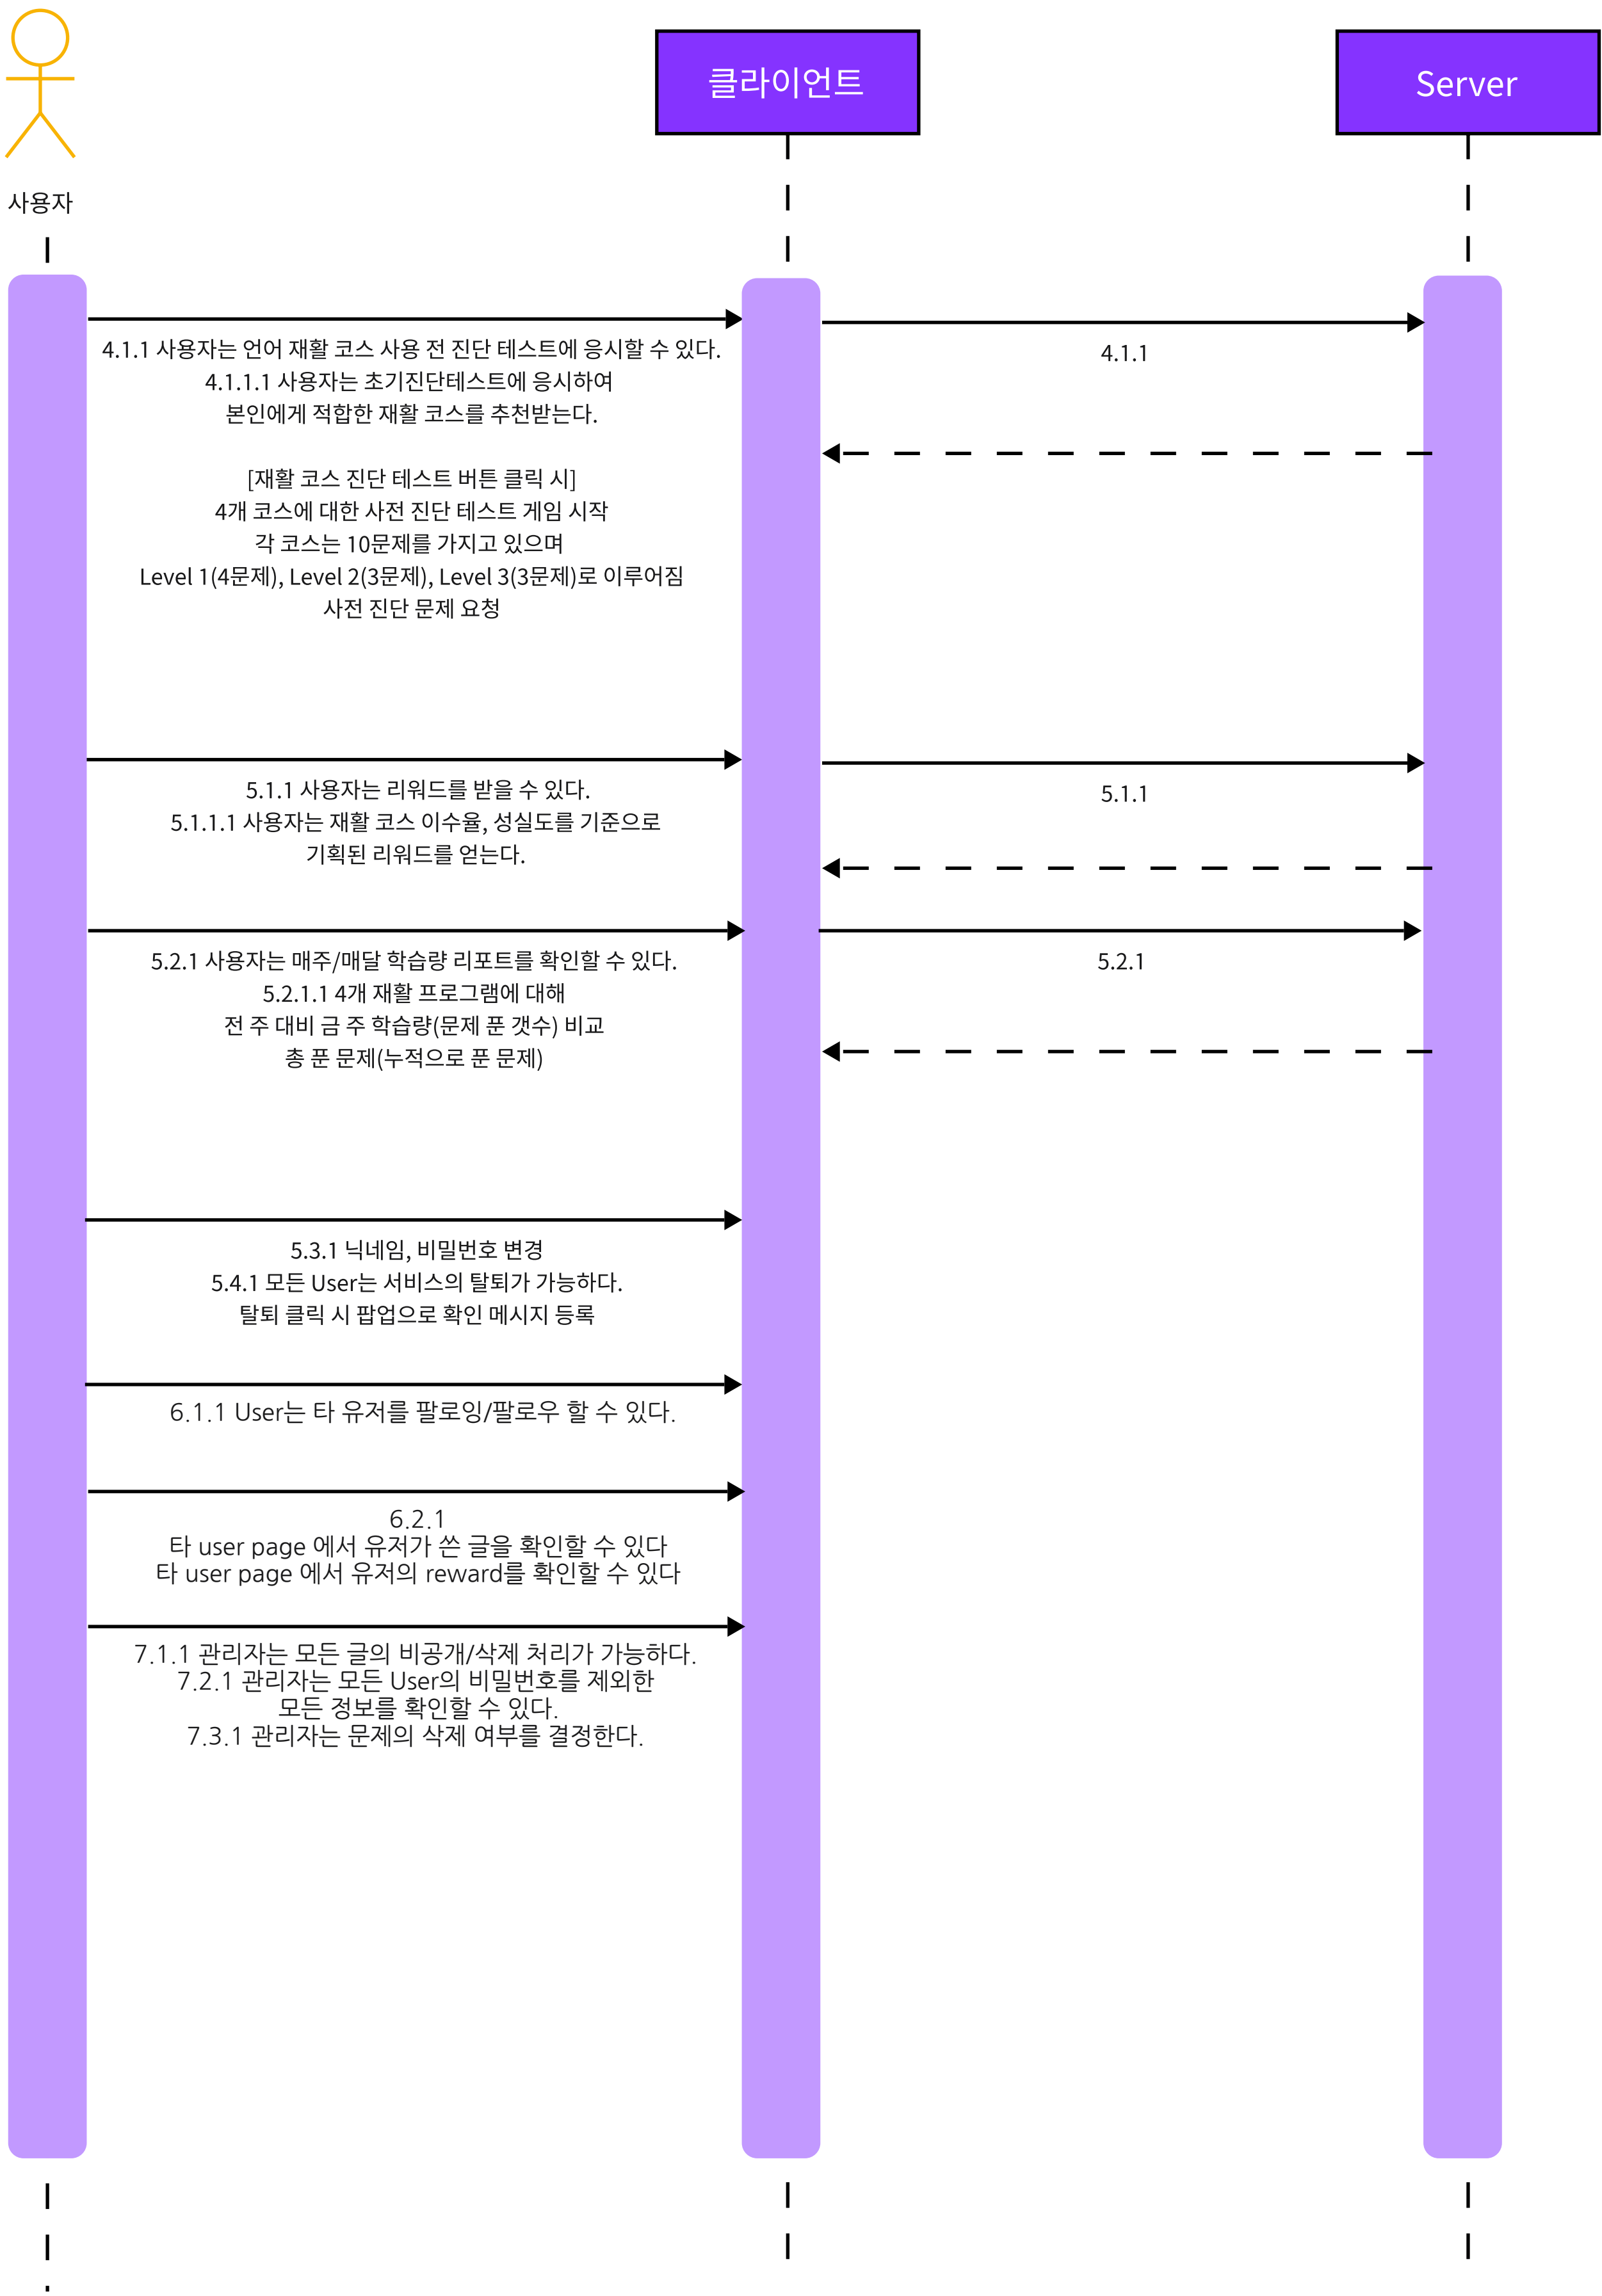 클라이언트
Server
사용자
4.1.1 사용자는 언어 재활 코스 사용 전 진단 테스트에 응시할 수 있다.
4.1.1.1 사용자는 초기진단테스트에 응시하여
본인에게 적합한 재활 코스를 추천받는다.
4.1.1
[재활 코스 진단 테스트 버튼 클릭 시]
4개 코스에 대한 사전 진단 테스트 게임 시작
각 코스는 10문제를 가지고 있으며
Level 1(4문제), Level 2(3문제), Level 3(3문제)로 이루어짐
사전 진단 문제 요청
5.1.1 사용자는 리워드를 받을 수 있다.
5.1.1.1 사용자는 재활 코스 이수율, 성실도를 기준으로
기획된 리워드를 얻는다.
5.1.1
5.2.1 사용자는 매주/매달 학습량 리포트를 확인할 수 있다.
5.2.1.1 4개 재활 프로그램에 대해
전 주 대비 금 주 학습량(문제 푼 갯수) 비교
총 푼 문제(누적으로 푼 문제)
5.2.1
5.3.1 닉네임, 비밀번호 변경
5.4.1 모든 User는 서비스의 탈퇴가 가능하다.
탈퇴 클릭 시 팝업으로 확인 메시지 등록
6.1.1 User는 타 유저를 팔로잉/팔로우 할 수 있다.
6.2.1
타 user page 에서 유저가 쓴 글을 확인할 수 있다
타 user page 에서 유저의 reward를 확인할 수 있다
7.1.1 관리자는 모든 글의 비공개/삭제 처리가 가능하다.
7.2.1 관리자는 모든 User의 비밀번호를 제외한
모든 정보를 확인할 수 있다.
7.3.1 관리자는 문제의 삭제 여부를 결정한다.